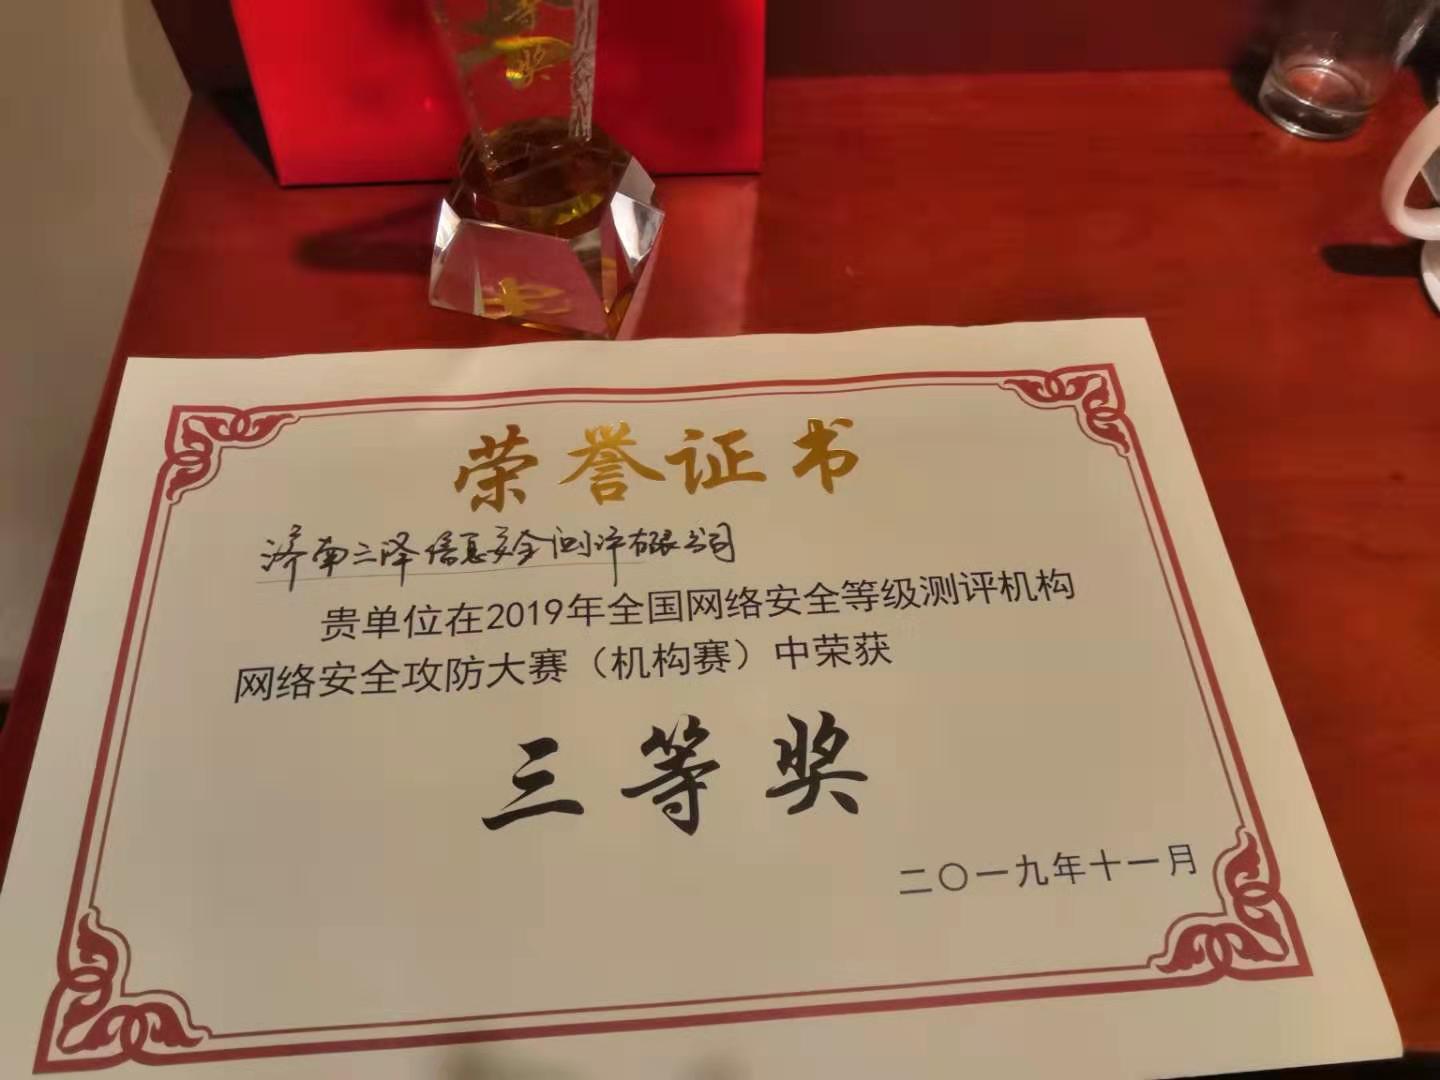 等
奖
荣誉证书
济南三泽信息安全测评有限公司
贵单位在2019年全国网络安全等级测评机构
网络安全攻防大赛（机构赛）中荣获
三等奖
二〇一九年十一月